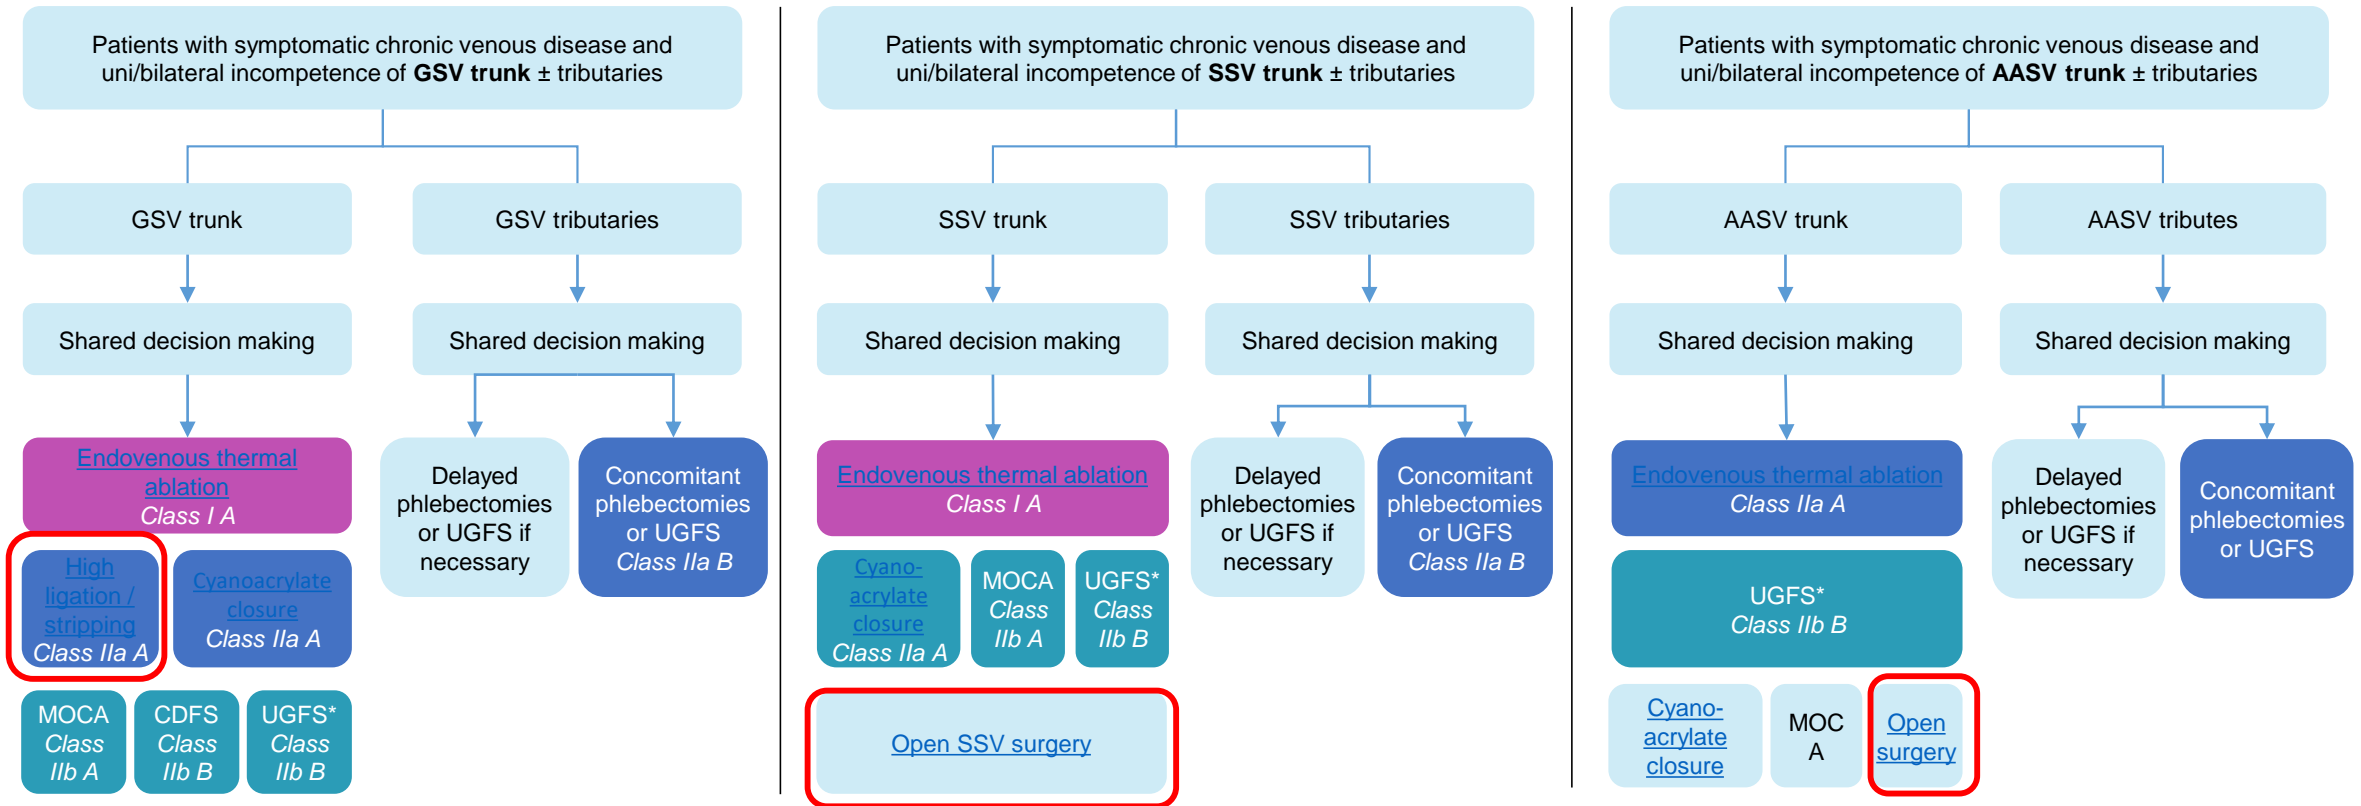 Patients with symptomatic chronic venous disease and
uni/bilateral incompetence of GSV trunk ± tributaries
GSV trunk
GSV tributaries
Shared decision making
Shared decision making
Endovenous thermal
ablation
Class I A
Delayed
phlebectomies
or UGFS if
necessary
Concomitant
phlebectomies
or UGFS
Class IIa B
High
ligation /
stripping
Class IIa A
Cyanoacrylate
closure
Class IIa A
MOCA
Class
IIb A
CDFS
Class
IIb B
UGFS*
Class
IIb B
Patients with symptomatic chronic venous disease and
uni/bilateral incompetence of SSV trunk ± tributaries
SSV trunk
SSV tributaries
Shared decision making
Shared decision making
Endovenous thermal ablation
Class I A
Delayed
phlebectomies
or UGFS if
necessary
Concomitant
phlebectomies
or UGFS
Class IIa B
Cyano-
acrylate
closure
Class IIa A
MOCA
Class
IIb A
UGFS*
Class
IIb B
Open SSV surgery
Patients with symptomatic chronic venous disease and
uni/bilateral incompetence of AASV trunk ± tributaries
AASV trunk
AASV tributes
Shared decision making
Shared decision making
Endovenous thermal ablation
Class IIa A
Delayed
phlebectomies
or UGFS if
necessary
Concomitant
phlebectomies
or UGFS
UGFS*
Class IIb B
Cyano-
acrylate
closure
MOC
A
Open
surgery